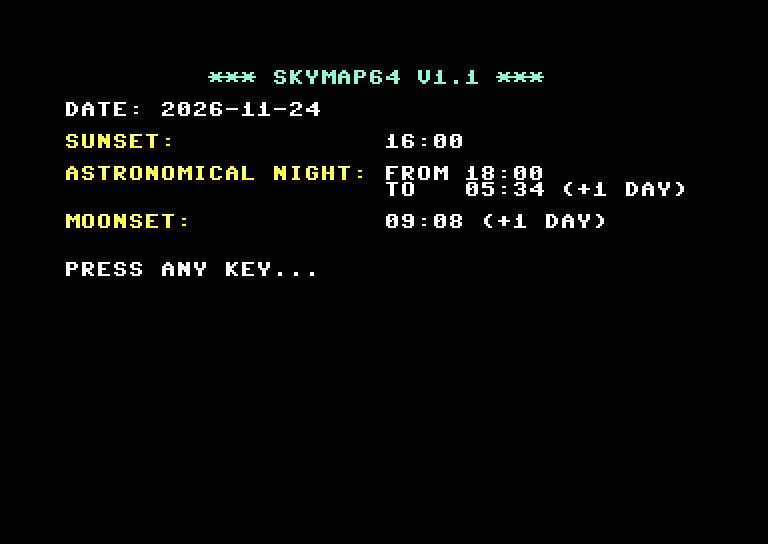 *** SKYMAP64 V1.1 ***
DATE: 2026-11-24
SUNSET: 16:00
ASTRONOMICAL NIGHT: FROM 18:00
TO 05:34 (+1 DAY)
MOONSET: 09:08 (+1 DAY)
PRESS ANY KEY...